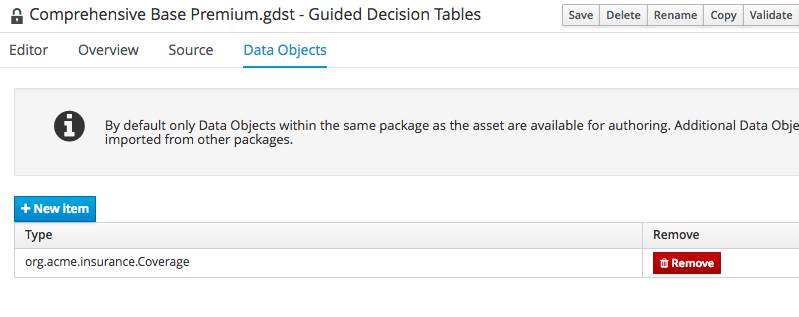 Comprehensive Base Premium.gdst - Guided Decision Tables
Save Delete Rename Copy Validate
Editor Overview Source Data Objects
By default only Data Objects within the same package as the asset are available for authoring. Additional Data Obje
imported from other packages.
+ New item
Type Remove
org.acme.insurance.Coverage Remove